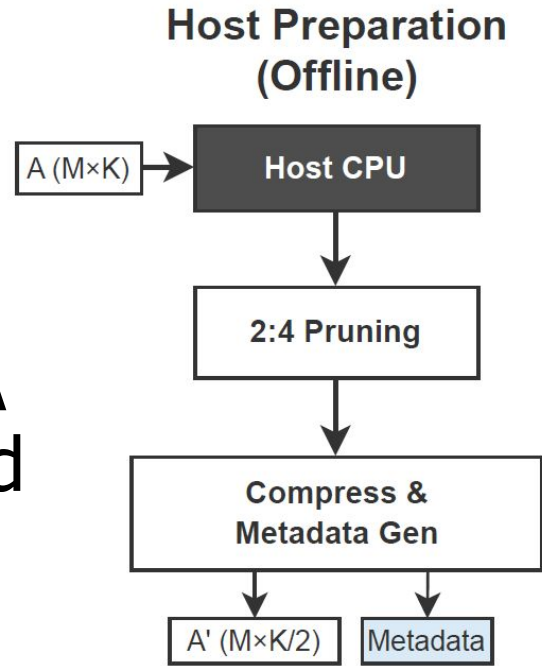 Host Preparation
(Offline)
A (M×K)
Host CPU
2:4 Pruning
Compress &
Metadata Gen
A' (M×K/2)
Metadata